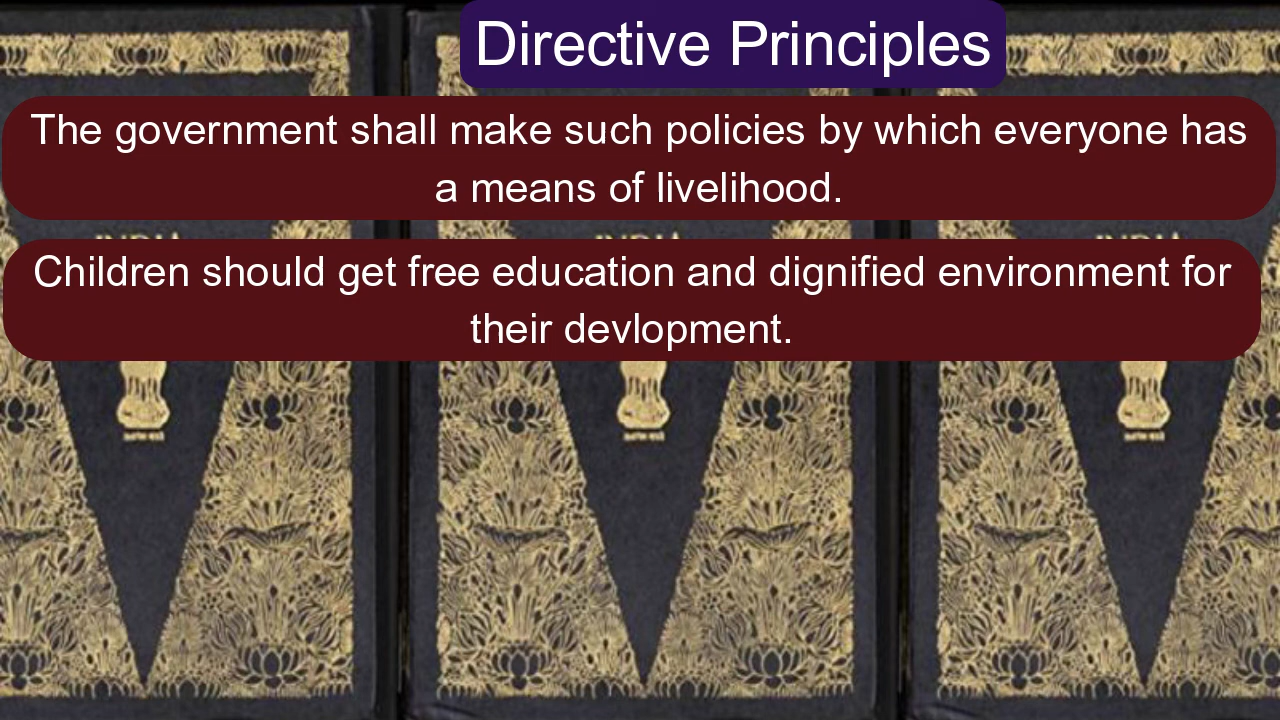 Directive Principles
The government shall make such policies by which everyone has
a means of livelihood.
Children should get free education and dignified environment for
their devlopment.